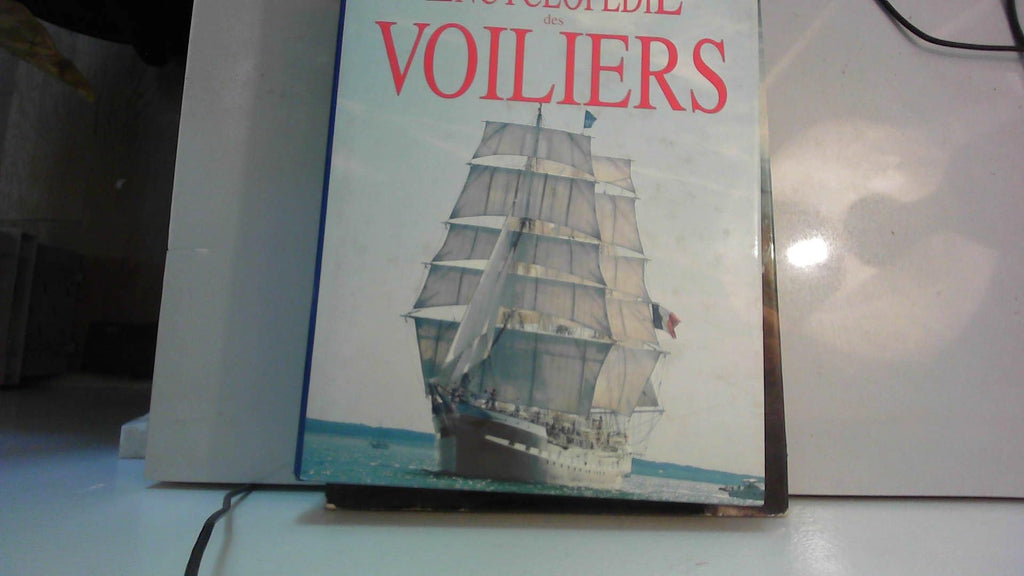 ENCYCLOPÉDIE
des
VOILIERS